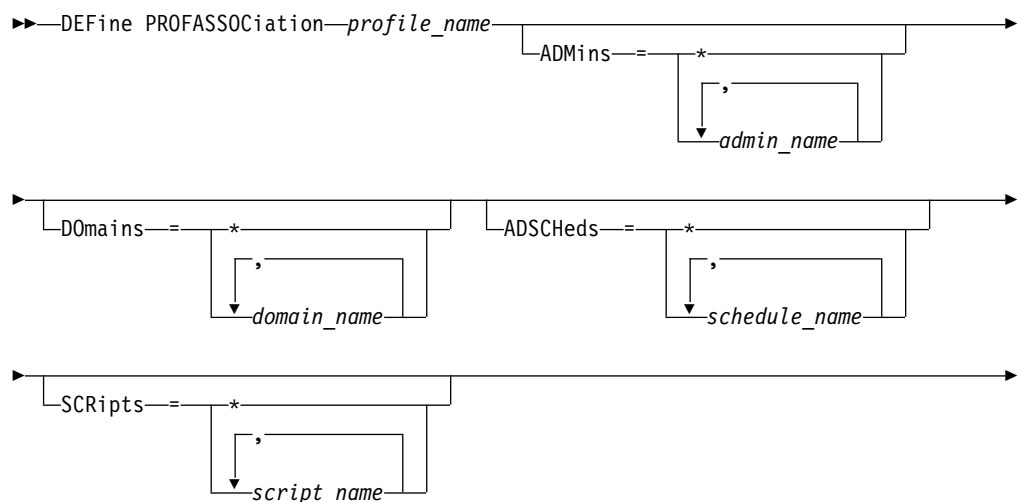 DEFine PROFASSOCiation profile_name
ADMins = *
,
admin_name
DOmains = *
,
domain_name
ADSCHeds = *
,
schedule_name
SCRipts = *
,
script_name